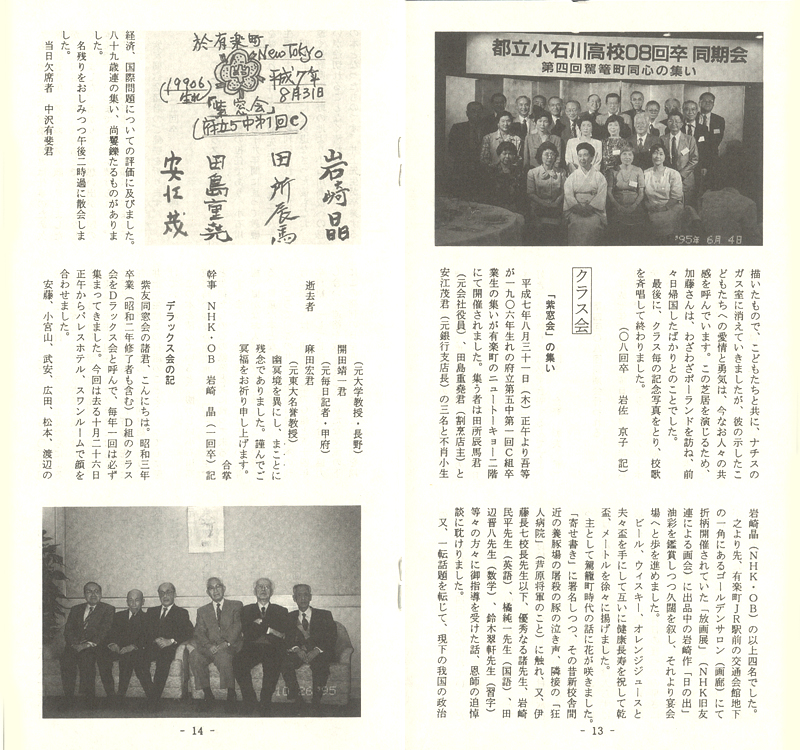 都立小石川高校08回卒 同期会
第四回駕篭町同心の集い
'95年 6月 4日
描いたもので、こどもたちと共に、ナチスの
ガス室に消えていきましたが、彼の示したこ
どもたちへの愛情と勇気は、今なお人々の共
感を呼んでいます。この芝居を演じるため、
加藤さんは、わざわざポーランドを訪ね、前
々日帰国したばかりとのことでした。
最後に、クラス毎の記念写真をとり、校歌
を斉唱して終わりました。
(〇八回卒 岩佐 京子 記)
クラス会
「紫窓会」の集い
平成七年八月三十一日(木)正午より吾等
が一九〇六年生れの府立第五中第一回C組卒
業生の集いが有楽町のニュートーキョー二階
にて開催されました。集う者は田所辰馬君
(元会社役員)、田島重堯君(割烹店主)、
安江茂君(元銀行支店長)の三名と不肖小生
岩崎晶(NHK・OB)の以上四名でした。
之より先、有楽町JR駅前の交通会館地下
の一角にあるゴールデンサロン(画廊)にて
折柄開催されていた「放画展」(NHK旧友
連による画会)に出品中の岩崎作「日の出」
油彩を鑑賞しつつ久闊を叙し、それより宴会
場へと歩を進めました。
ビール、ウィスキー、オレンジジュースと
夫々盃を手にして互いに健康長寿を祝して乾
盃、メートルを徐々に揚げました。
主として駕籠町時代の話に花が咲きました。
「寄せ書き」に署名しつつ、その昔新校舎間
近の養豚場の屠殺の豚の泣き声、隣接の「狂
人病院」(芦原将軍のこと)に触れ、又、伊
藤長七校長先生以下、優秀なる諸先生、岩崎
民平先生(英語)、橘純一先生(国語)、田
辺晋八先生(数学)、鈴木翠軒先生(習字)
等々の方々に御指導を受けた話、恩師の追悼
談に耽けりました。
又、一転話題を転じて、現下の我国の政治
- 13 -
於有楽町
New Tokyo
平成7年
8月31日
(1906
生れ)
「紫窓会」
(府立5中第1回C)
岩崎晶
田所辰馬
田島重堯
安江茂
経済、国際問題についての評価に及びました。
八十九歳連の集い、尚矍鑠たるものがありま
した。
名残りをおしみつつ午後二時過に散会しま
した。
当日欠席者 中沢有斐君
(元大学教授・長野)
開田靖一君
(元毎日記者・甲府)
逝去者 麻田宏君
(元東大名誉教授)
幽冥境を異にし、まことに
残念でありました。謹んでご
冥福をお祈り申し上げます。
合掌
幹事 NHK・OB 岩崎 晶(一回卒)記
デラックス会の記
紫友同窓会の諸君、こんにちは。昭和三年
卒業(昭和二年修了者も含む)D組のクラス
会をDラックス会と呼んで、毎年一回は必ず
集まってきました。今回は去る十月二十六日
正午からパレスホテル、スワンルームで顔を
合わせました。
安藤、小宮山、武安、広田、松本、渡辺の
10 26 '95
- 14 -